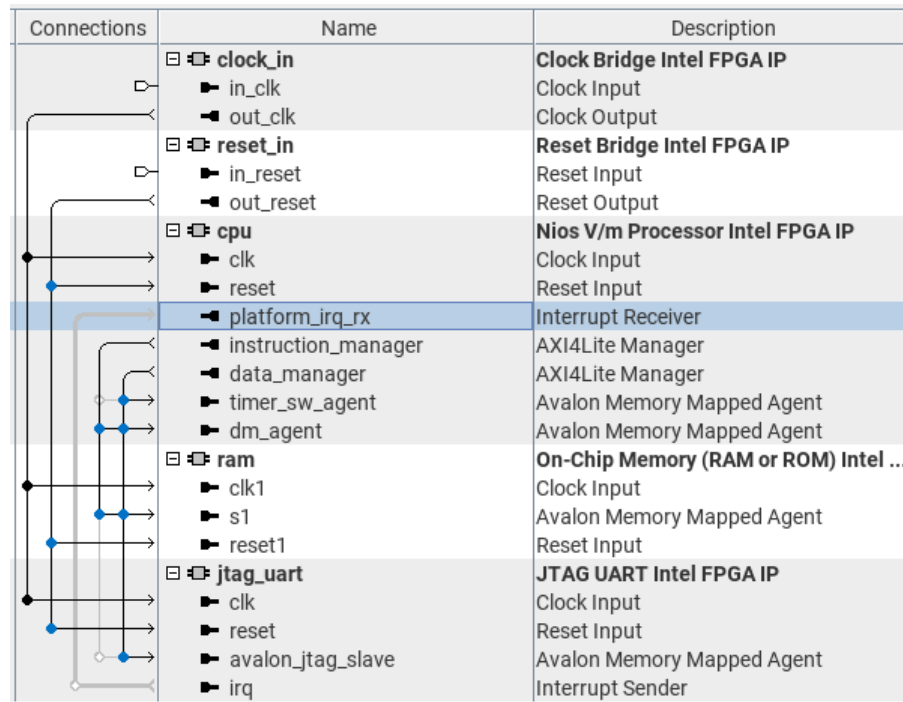 Connections Name Description
clock_in Clock Bridge Intel FPGA IP
in_clk Clock Input
out_clk Clock Output
reset_in Reset Bridge Intel FPGA IP
in_reset Reset Input
out_reset Reset Output
cpu Nios V/m Processor Intel FPGA IP
clk Clock Input
reset Reset Input
platform_irq_rx Interrupt Receiver
instruction_manager AXI4Lite Manager
data_manager AXI4Lite Manager
timer_sw_agent Avalon Memory Mapped Agent
dm_agent Avalon Memory Mapped Agent
ram On-Chip Memory (RAM or ROM) Intel ...
clk1 Clock Input
s1 Avalon Memory Mapped Agent
reset1 Reset Input
jtag_uart JTAG UART Intel FPGA IP
clk Clock Input
reset Reset Input
avalon_jtag_slave Avalon Memory Mapped Agent
irq Interrupt Sender